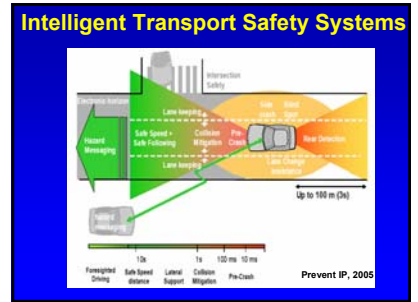 Intelligent Transport Safety Systems
Intersection
Safety
Electronic horizon
Lane keeping
Side
crash
Blind
Spot
Hazard
Messaging
Safe Speed +
Safe Following
Collision
Mitigation
Pre-
Crash
Rear Detection
Lane keeping
Lane Change
Assistance
Up to 100 m (3s)
Hazard
messaging
10s
1s
100 ms
10 ms
Foresighted
Driving
Safe Speed
distance
Lateral
Support
Collision
Mitigation
Pre-Crash
Prevent IP, 2005